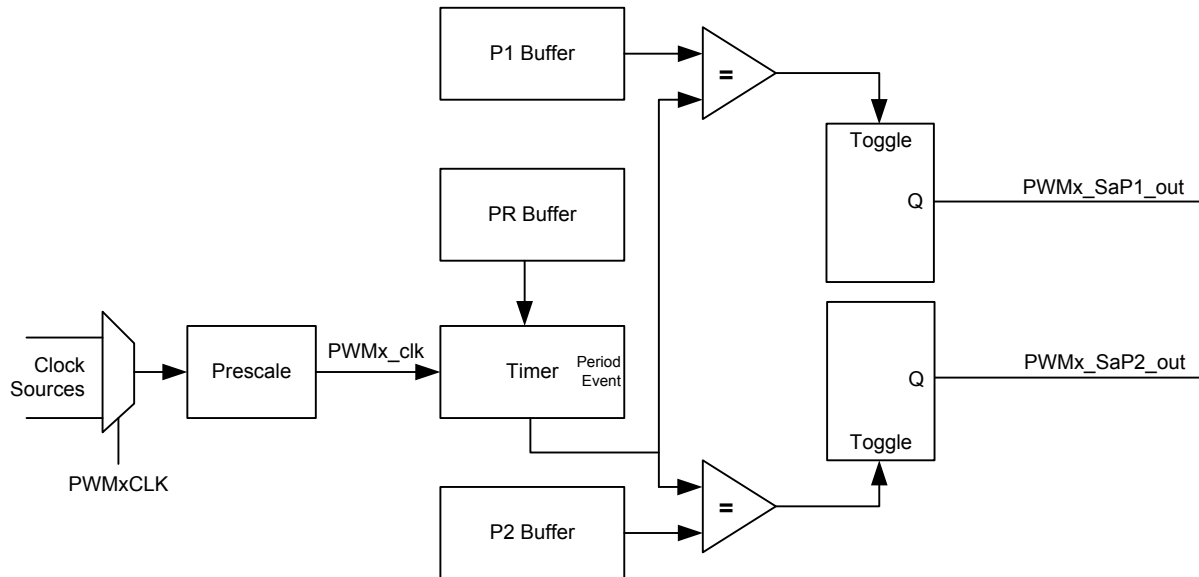 P1 Buffer
=
Toggle
Q
PWMx_SaP1_out
PR Buffer
Clock
Sources
PWMxCLK
Prescale
PWMx_clk
Timer
Period
Event
Q
Toggle
PWMx_SaP2_out
P2 Buffer
=